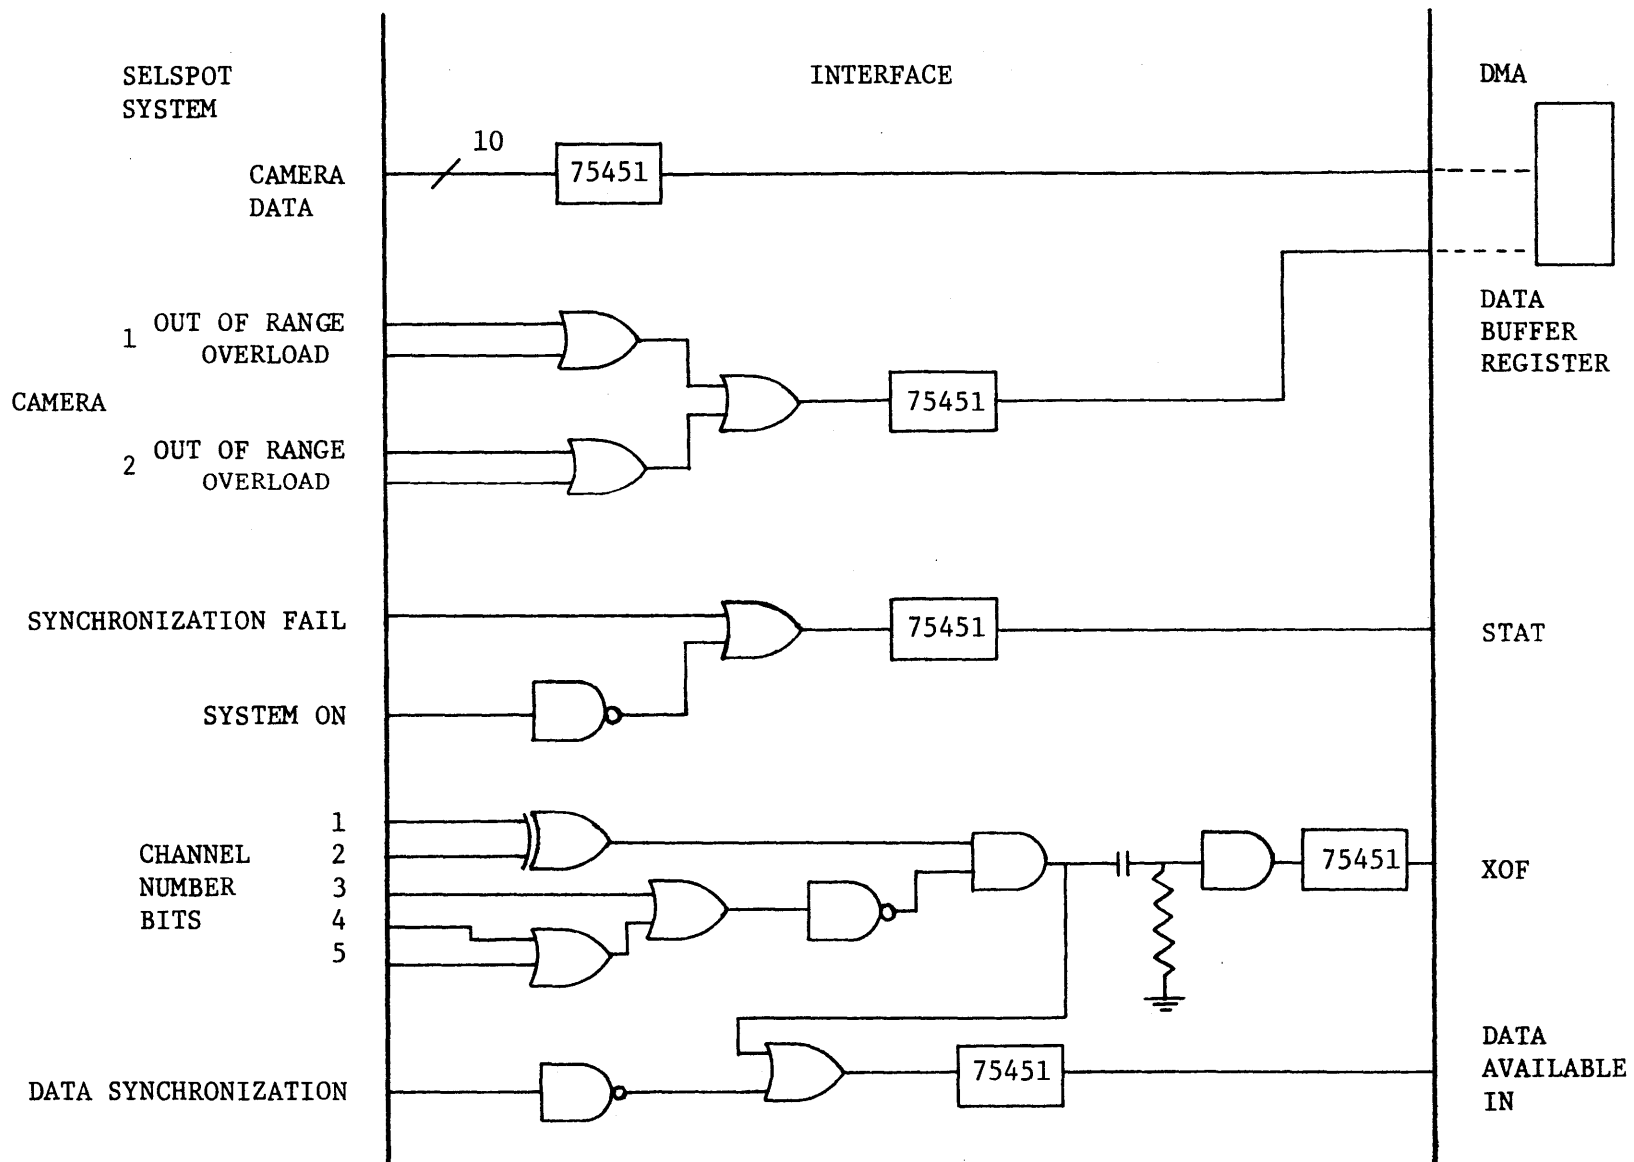 SELSPOT
SYSTEM
INTERFACE
DMA
10
75451
CAMERA
DATA
DATA
BUFFER
REGISTER
1 OUT OF RANGE
OVERLOAD
CAMERA
75451
2 OUT OF RANGE
OVERLOAD
SYNCHRONIZATION FAIL
75451
STAT
SYSTEM ON
CHANNEL
NUMBER
BITS
1
2
3
4
5
75451
XOF
DATA SYNCHRONIZATION
75451
DATA
AVAILABLE
IN